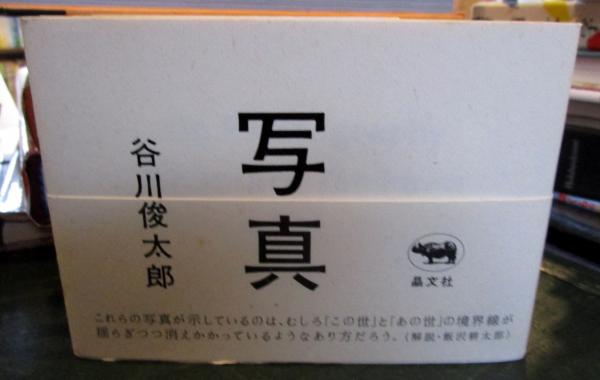 写真
谷川俊太郎
晶文社
これらの写真が示しているのは、むしろ「この世」と「あの世」の境界線が
揺らぎつつ消えかかっているようなあり方だろう。（解説・飯沢耕太郎）